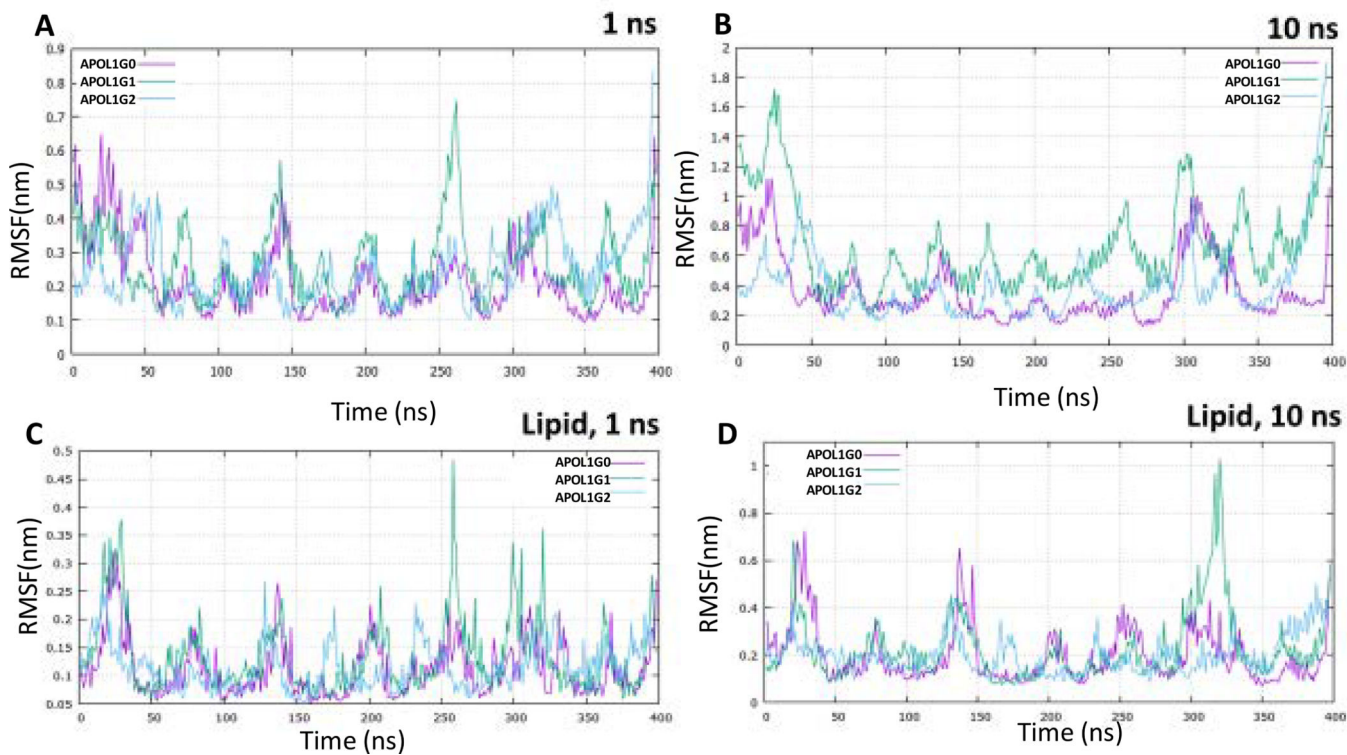 A
1 ns
0.9
0.8
0.7
0.6
0.5
0.4
0.3
0.2
0.1
0
RMSF(nm)
APOL1G0
APOL1G1
APOL1G2
0 50 100 150 200 250 300 350 400
Time (ns)
B
10 ns
2
1.8
1.6
1.4
1.2
1
0.8
0.6
0.4
0.2
0
RMSF(nm)
APOL1G0
APOL1G1
APOL1G2
0 50 100 150 200 250 300 350 400
Time (ns)
C
Lipid, 1 ns
0.5
0.45
0.4
0.35
0.3
0.25
0.2
0.15
0.1
0.05
RMSF(nm)
APOL1G0
APOL1G1
APOL1G2
0 50 100 150 200 250 300 350 400
Time (ns)
D
Lipid, 10 ns
1
0.8
0.6
0.4
0.2
0
RMSF(nm)
APOL1G0
APOL1G1
APOL1G2
0 50 100 150 200 250 300 350 400
Time (ns)